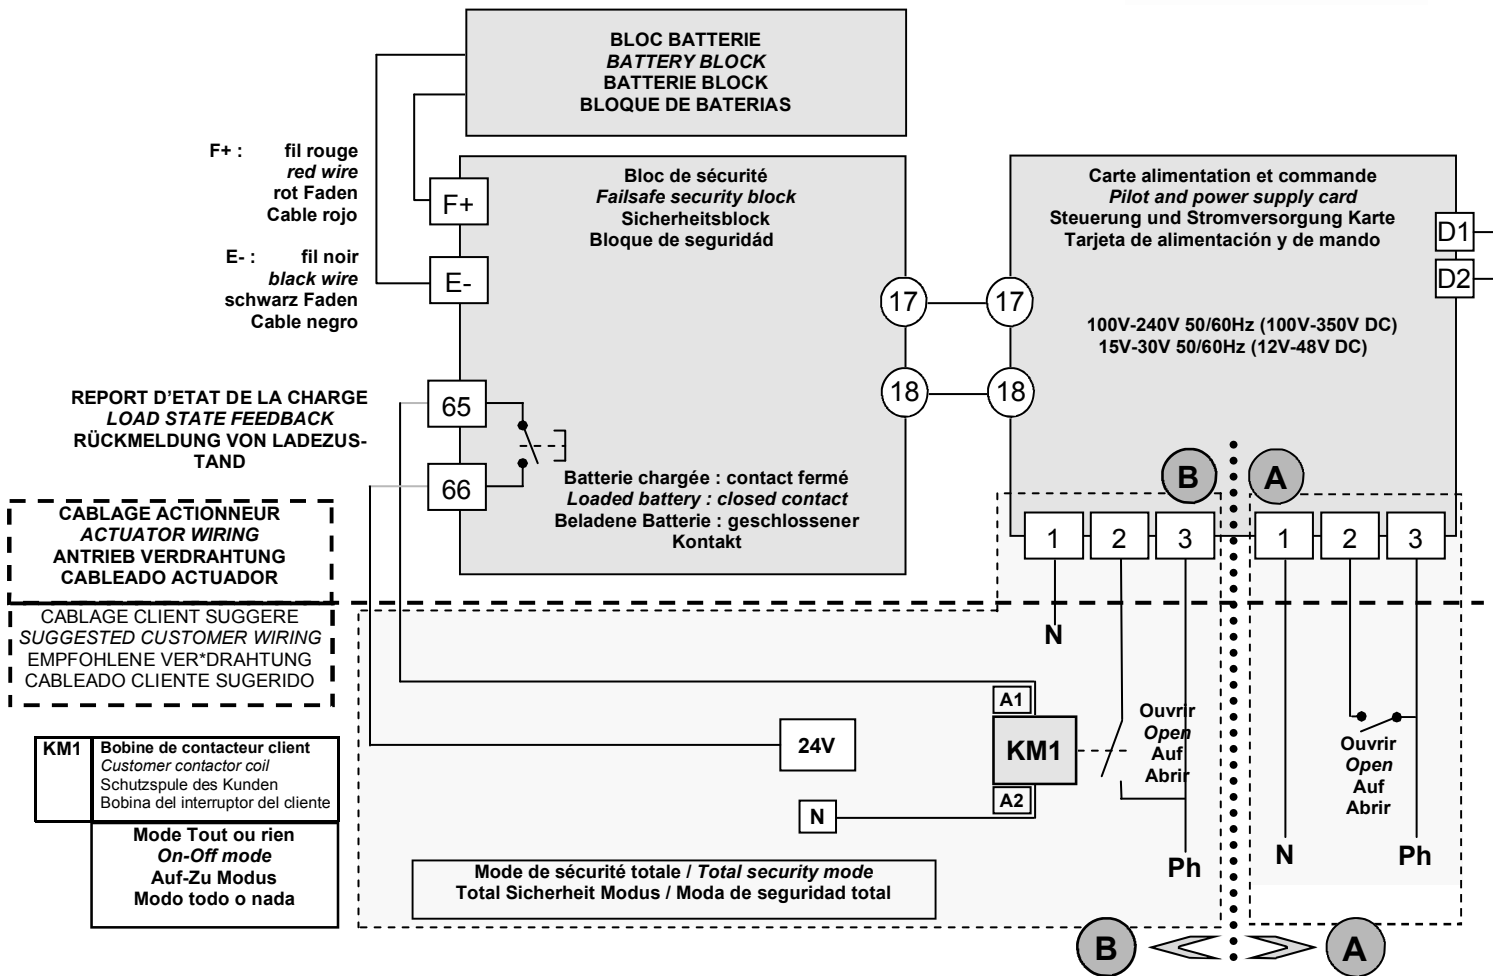 BLOC BATTERIE
BATTERY BLOCK
BATTERIE BLOCK
BLOQUE DE BATERIAS
F+ : fil rouge
red wire
rot Faden
Cable rojo
E- : fil noir
black wire
schwarz Faden
Cable negro
F+
E-
Bloc de sécurité
Failsafe security block
Sicherheitsblock
Bloque de seguridád
17
18
17
18
Carte alimentation et commande
Pilot and power supply card
Steuerung und Stromversorgung Karte
Tarjeta de alimentación y de mando
D1
D2
100V-240V 50/60Hz (100V-350V DC)
15V-30V 50/60Hz (12V-48V DC)
REPORT D'ETAT DE LA CHARGE
LOAD STATE FEEDBACK
RÜCKMELDUNG VON LADEZUS-
TAND
65
66
Batterie chargée : contact fermé
Loaded battery : closed contact
Beladene Batterie : geschlossener
Kontakt
B
A
1
2
3
1
2
3
CABLAGE ACTIONNEUR
ACTUATOR WIRING
ANTRIEB VERDRAHTUNG
CABLEADO ACTUADOR
CABLAGE CLIENT SUGGERE
SUGGESTED CUSTOMER WIRING
EMPFOHLENE VER*DRAHTUNG
CABLEADO CLIENTE SUGERIDO
N
A1
KM1
A2
24V
N
Ouvrir
Open
Auf
Abrir
Ph
Ouvrir
Open
Auf
Abrir
N
Ph
KM1
Bobine de contacteur client
Customer contactor coil
Schutzspule des Kunden
Bobina del interruptor del cliente
Mode Tout ou rien
On-Off mode
Auf-Zu Modus
Modo todo o nada
Mode de sécurité totale / Total security mode
Total Sicherheit Modus / Moda de seguridad total
B
A